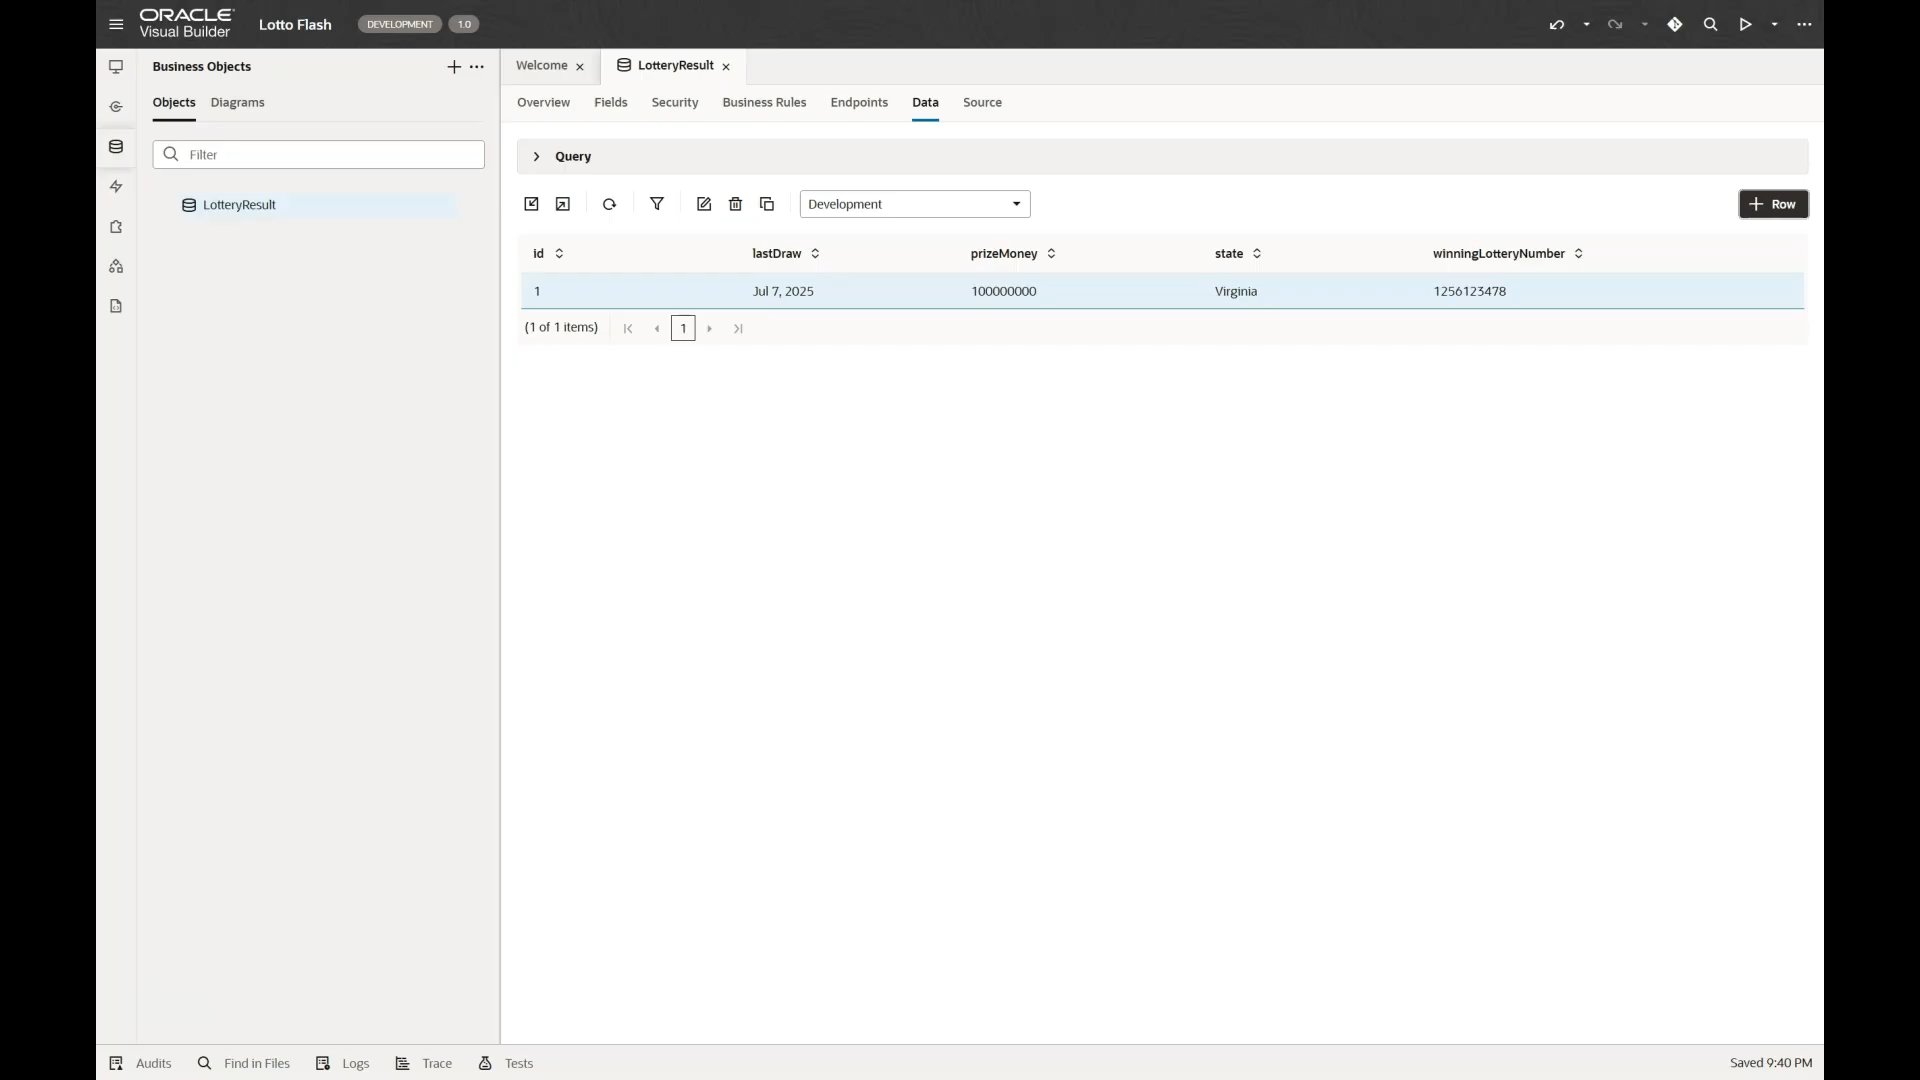 ORACLE
Visual Builder
Lotto Flash
DEVELOPMENT
1.0
Business Objects
Objects
Diagrams
Filter
LotteryResult
Welcome
LotteryResult
Overview
Fields
Security
Business Rules
Endpoints
Data
Source
Query
Development
Row
id lastDraw prizeMoney state winningLotteryNumber
1 Jul 7, 2025 100000000 Virginia 1256123478
(1 of 1 items) 1
Audits
Find in Files
Logs
Trace
Tests
Saved 9:40 PM